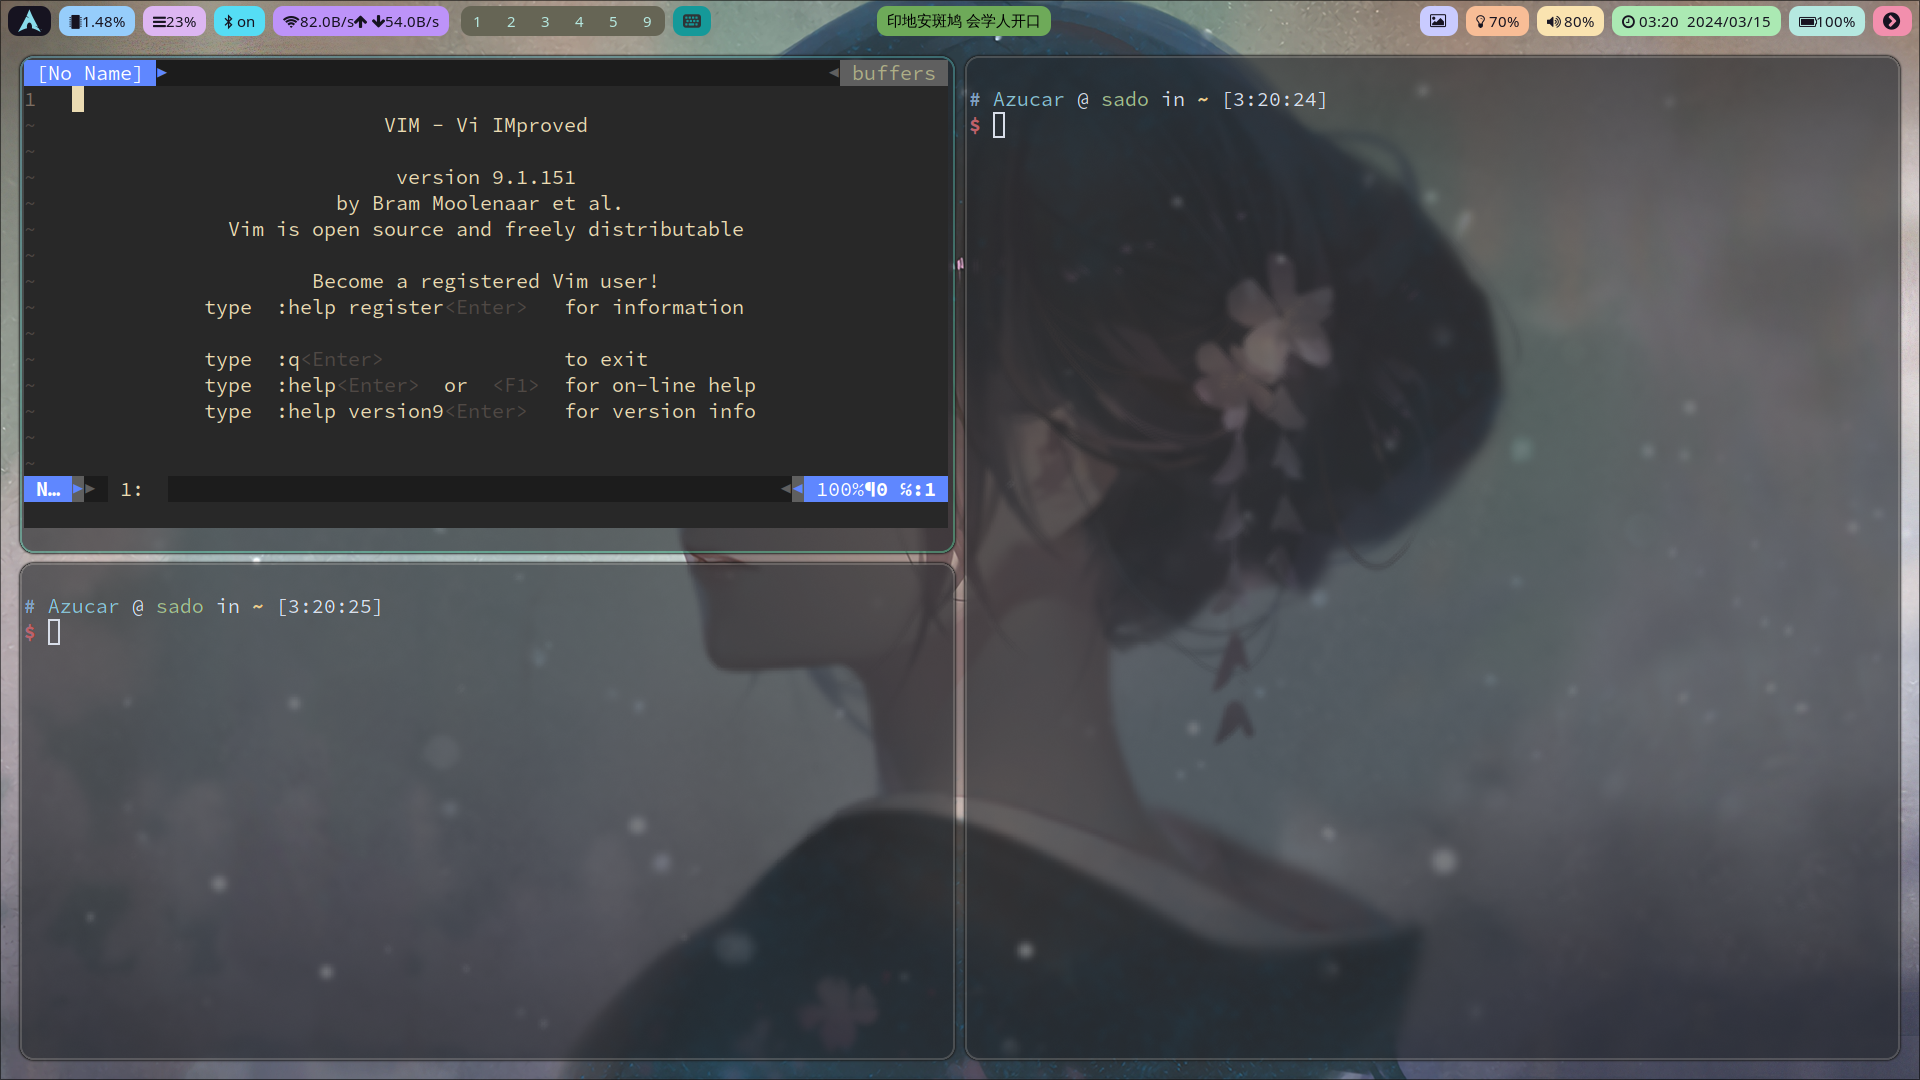 1.48% 23% on 82.0B/s 54.0B/s 1 2 3 4 5 9 印地安斑鸠 会学人开口 70% 80% 03:20 2024/03/15 100%
[No Name] buffers
1
~ VIM - Vi IMproved
~
~ version 9.1.151
~ by Bram Moolenaar et al.
~ Vim is open source and freely distributable
~
~ Become a registered Vim user!
~ type :help register<Enter> for information
~
~ type :q<Enter> to exit
~ type :help<Enter> or <F1> for on-line help
~ type :help version9<Enter> for version info
~
~
N… 1: 100%¶0 ℅:1
# Azucar @ sado in ~ [3:20:25]
$
# Azucar @ sado in ~ [3:20:24]
$